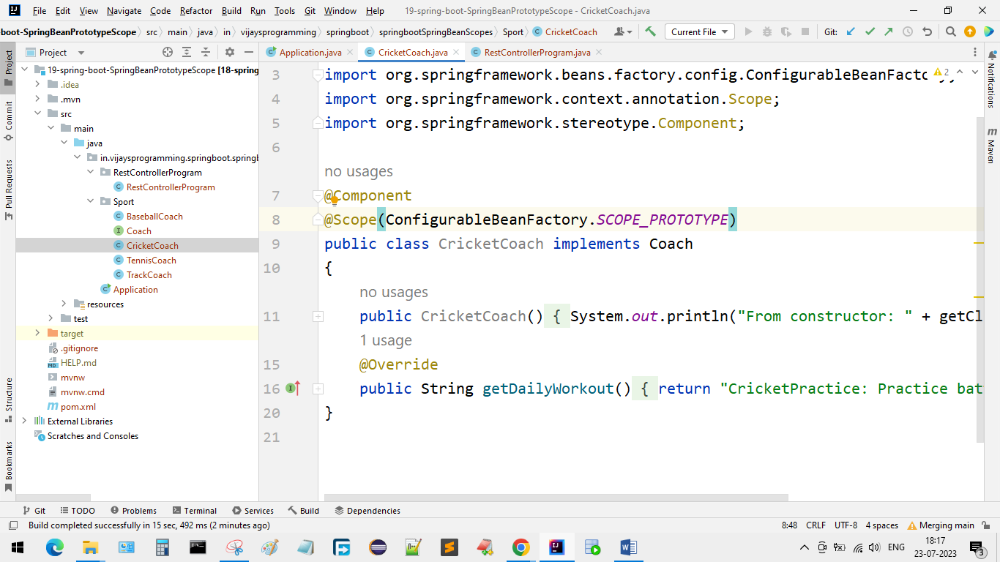 File Edit View Navigate Code Refactor Build Run Tools Git Window Help 19-spring-boot-SpringBeanPrototypeScope - CricketCoach.java
boot-SpringBeanPrototypeScope src main java in vijaysprogramming springboot springbootSpringBeanScopes Sport CricketCoach Current File Git:
Project
Application.java CricketCoach.java RestControllerProgram.java
Project
Commit
Pull Requests
Structure
Bookmarks
19-spring-boot-SpringBeanPrototypeScope [18-spring
.idea
.mvn
src
main
java
in.vijaysprogramming.springboot.spring
RestControllerProgram
RestControllerProgram
Sport
BaseballCoach
Coach
CricketCoach
TennisCoach
TrackCoach
Application
resources
test
target
.gitignore
HELP.md
mvnw
mvnw.cmd
pom.xml
External Libraries
Scratches and Consoles
3 import org.springframework.beans.factory.config.ConfigurableBeanFactory;
2
4 import org.springframework.context.annotation.Scope;
5 import org.springframework.stereotype.Component;
6
no usages
7 @Component
8 @Scope(ConfigurableBeanFactory.SCOPE_PROTOTYPE)
9 public class CricketCoach implements Coach
10 {
no usages
11 public CricketCoach() { System.out.println("From constructor: " + getCl
1 usage
15 @Override
16 public String getDailyWorkout() { return "CricketPractice: Practice bat
20 }
21
Notifications
Maven
Git TODO Problems Terminal Services Build Dependencies
Build completed successfully in 15 sec, 492 ms (2 minutes ago) 8:48 CRLF UTF-8 4 spaces Merging main
ENG 18:17
23-07-2023 3